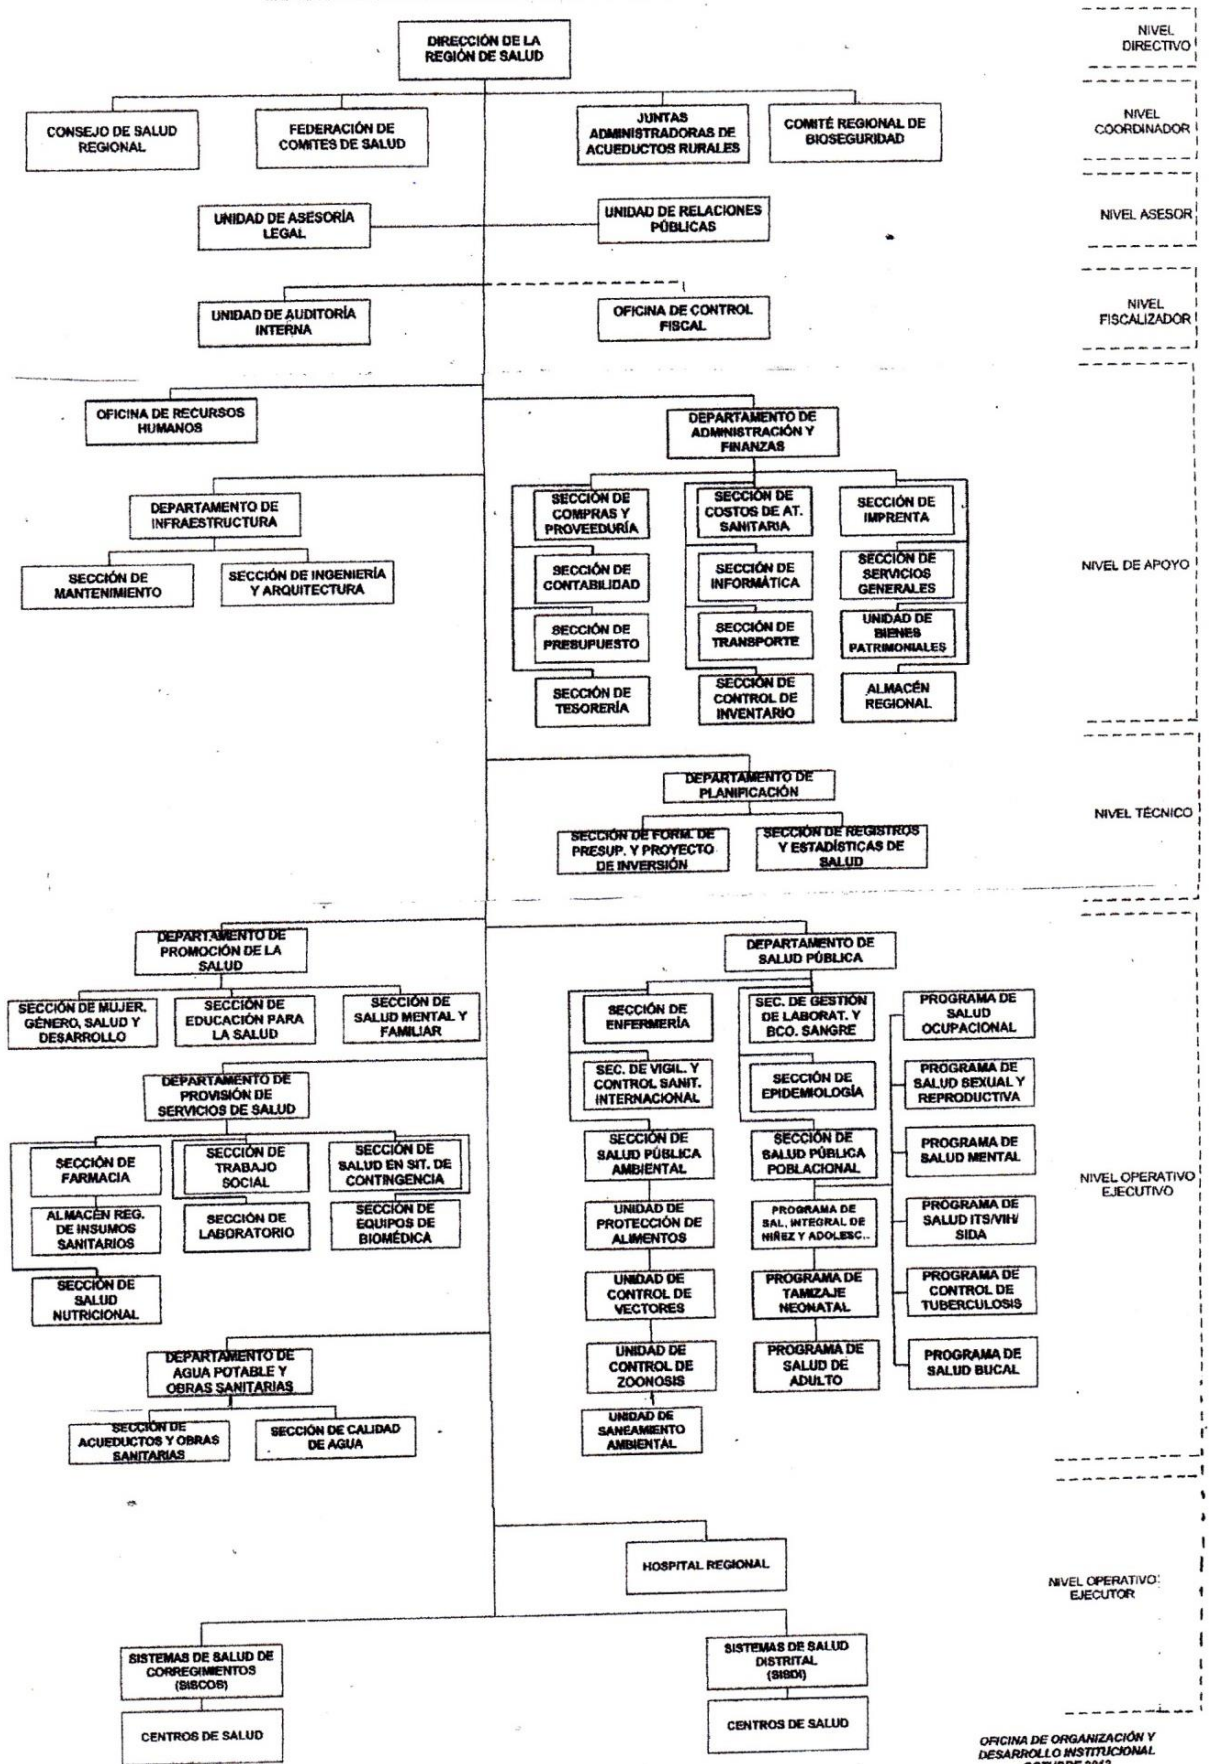 DIRECCIÓN DE LA
REGIÓN DE SALUD
NIVEL
DIRECTIVO
CONSEJO DE SALUD
REGIONAL
FEDERACIÓN DE
COMITES DE SALUD
JUNTAS
ADMINISTRADORAS DE
ACUEDUCTOS RURALES
COMITÉ REGIONAL DE
BIOSEGURIDAD
NIVEL
COORDINADOR
UNIDAD DE ASESORÍA
LEGAL
UNIDAD DE RELACIONES
PÚBLICAS
NIVEL ASESOR
UNIDAD DE AUDITORÍA
INTERNA
OFICINA DE CONTROL
FISCAL
NIVEL
FISCALIZADOR
OFICINA DE RECURSOS
HUMANOS
DEPARTAMENTO DE
ADMINISTRACIÓN Y
FINANZAS
DEPARTAMENTO DE
INFRAESTRUCTURA
SECCIÓN DE
MANTENIMIENTO
SECCIÓN DE INGENIERÍA
Y ARQUITECTURA
SECCIÓN DE
COMPRAS Y
PROVEEDURÍA
SECCIÓN DE
COSTOS DE AT.
SANITARIA
SECCIÓN DE
IMPRENTA
SECCIÓN DE
CONTABILIDAD
SECCIÓN DE
INFORMÁTICA
SECCIÓN DE
SERVICIOS
GENERALES
SECCIÓN DE
PRESUPUESTO
SECCIÓN DE
TRANSPORTE
UNIDAD DE
BIENES
PATRIMONIALES
SECCIÓN DE
TESORERÍA
SECCIÓN DE
CONTROL DE
INVENTARIO
ALMACÉN
REGIONAL
NIVEL DE APOYO
DEPARTAMENTO DE
PLANIFICACIÓN
SECCIÓN DE FORM. DE
PRESUP. Y PROYECTO
DE INVERSIÓN
SECCIÓN DE REGISTROS
Y ESTADÍSTICAS DE
SALUD
NIVEL TÉCNICO
DEPARTAMENTO DE
PROMOCIÓN DE LA
SALUD
SECCIÓN DE MUJER,
GÉNERO, SALUD Y
DESARROLLO
SECCIÓN DE
EDUCACIÓN PARA
LA SALUD
SECCIÓN DE
SALUD MENTAL Y
FAMILIAR
DEPARTAMENTO DE
PROVISIÓN DE
SERVICIOS DE SALUD
SECCIÓN DE
FARMACIA
SECCIÓN DE
TRABAJO
SOCIAL
SECCIÓN DE
SALUD EN SIT. DE
CONTINGENCIA
ALMACÉN REG.
DE INSUMOS
SANITARIOS
SECCIÓN DE
LABORATORIO
SECCIÓN DE
EQUIPOS DE
BIOMÉDICA
SECCIÓN DE
SALUD
NUTRICIONAL
DEPARTAMENTO DE
AGUA POTABLE Y
OBRAS SANITARIAS
SECCIÓN DE
ACUEDUCTOS Y OBRAS
SANITARIAS
SECCIÓN DE CALIDAD
DE AGUA
DEPARTAMENTO DE
SALUD PÚBLICA
SECCIÓN DE
ENFERMERÍA
SEC. DE GESTIÓN
DE LABORAT. Y
BCO. SANGRE
PROGRAMA DE
SALUD
OCUPACIONAL
SEC. DE VIGIL. Y
CONTROL SANIT.
INTERNACIONAL
SECCIÓN DE
EPIDEMIOLOGÍA
PROGRAMA DE
SALUD SEXUAL Y
REPRODUCTIVA
SECCIÓN DE
SALUD PÚBLICA
AMBIENTAL
SECCIÓN DE
SALUD PÚBLICA
POBLACIONAL
PROGRAMA DE
SALUD MENTAL
UNIDAD DE
PROTECCIÓN DE
ALIMENTOS
PROGRAMA DE
SAL. INTEGRAL DE
NIÑEZ Y ADOLESC..
PROGRAMA DE
SALUD ITS/VIH/
SIDA
UNIDAD DE
CONTROL DE
VECTORES
PROGRAMA DE
TAMIZAJE
NEONATAL
PROGRAMA DE
CONTROL DE
TUBERCULOSIS
UNIDAD DE
CONTROL DE
ZOONOSIS
PROGRAMA DE
SALUD DE
ADULTO
PROGRAMA DE
SALUD BUCAL
UNIDAD DE
SANEAMIENTO
AMBIENTAL
NIVEL OPERATIVO
EJECUTIVO
HOSPITAL REGIONAL
NIVEL OPERATIVO
EJECUTOR
SISTEMAS DE SALUD DE
CORREGIMIENTOS
(SISCOS)
SISTEMAS DE SALUD
DISTRITAL
(SISDI)
CENTROS DE SALUD
CENTROS DE SALUD
OFICINA DE ORGANIZACIÓN Y
DESARROLLO INSTITUCIONAL